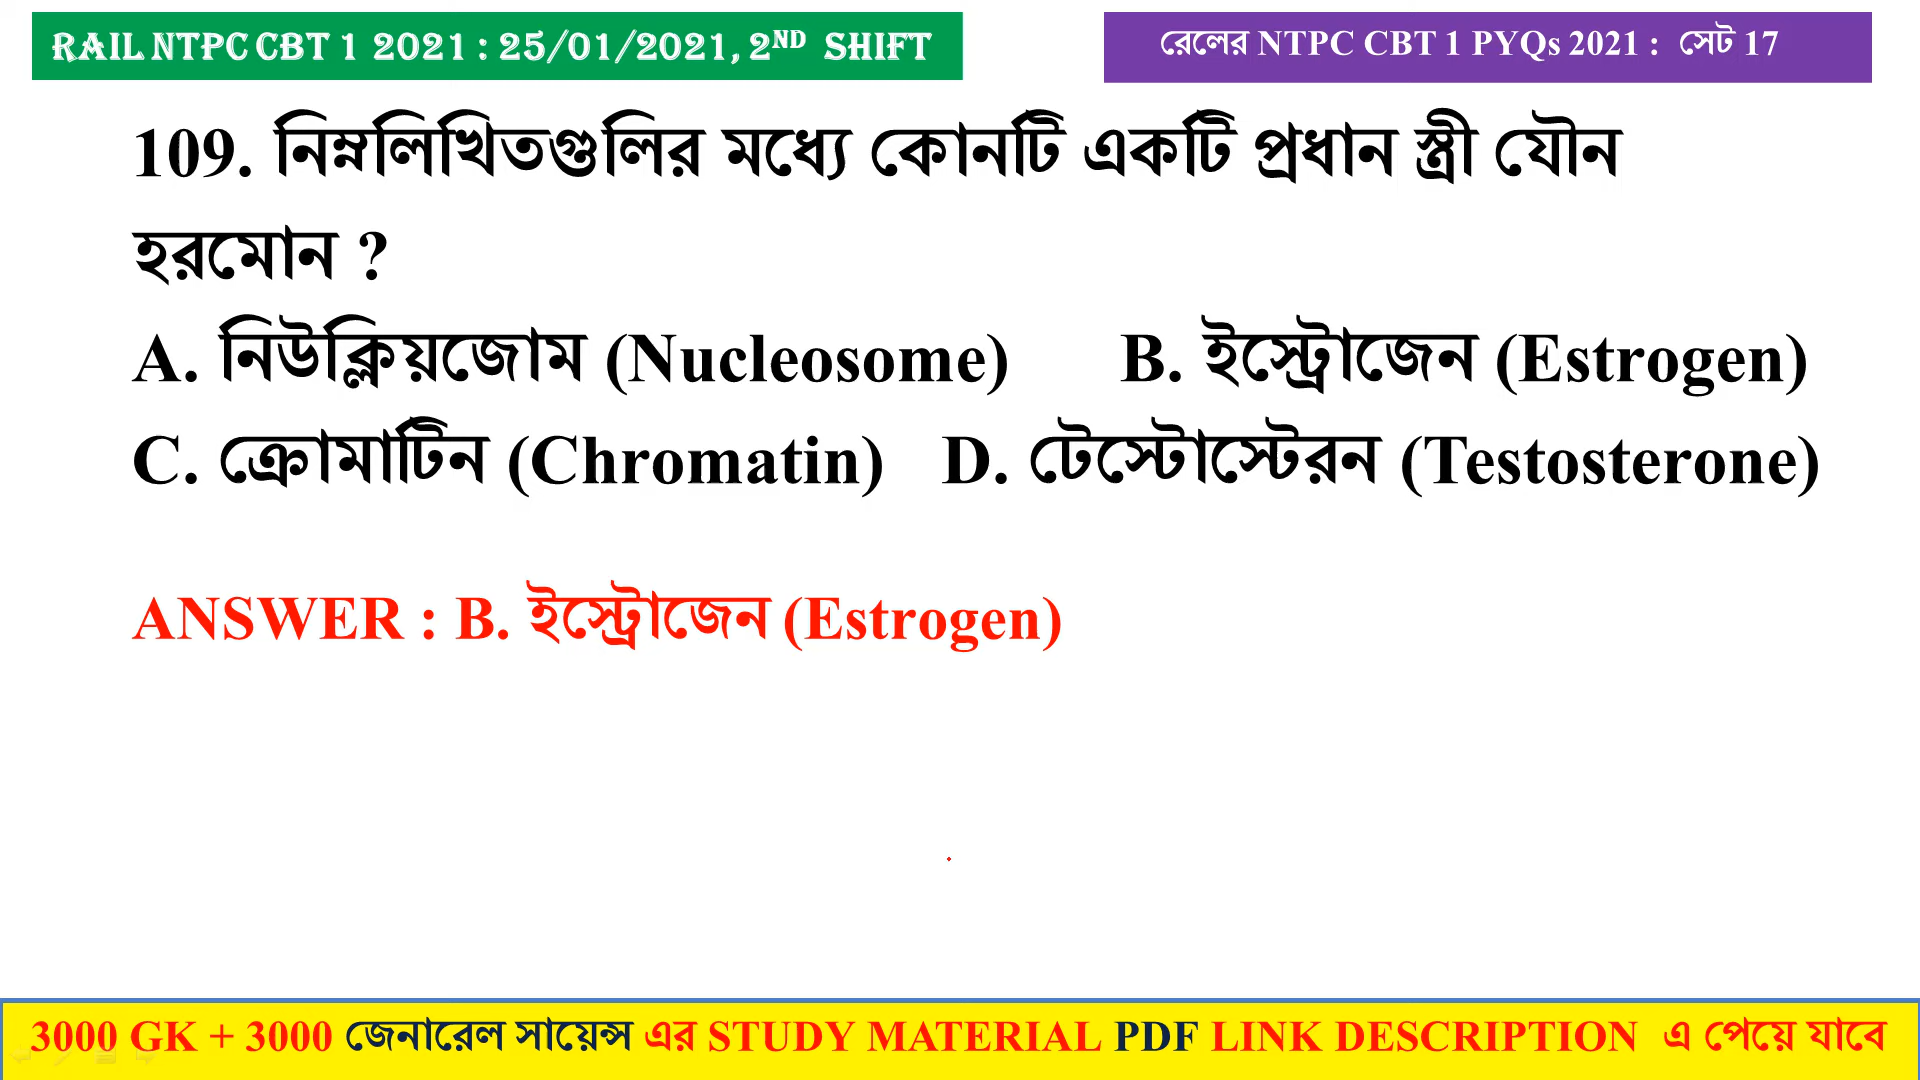 RAIL NTPC CBT 1 2021 : 25/01/2021, 2ND SHIFT
রেলের NTPC CBT 1 PYQs 2021 : সেট 17
109. নিম্নলিখিতগুলির মধ্যে কোনটি একটি প্রধান স্ত্রী যৌন
হরমোন ?
A. নিউক্লিয়জোম (Nucleosome) B. ইস্ট্রোজেন (Estrogen)
C. ক্রোমাটিন (Chromatin) D. টেস্টোস্টেরন (Testosterone)
ANSWER : B. ইস্ট্রোজেন (Estrogen)
3000 GK + 3000 জেনারেল সায়েন্স এর STUDY MATERIAL PDF LINK DESCRIPTION এ পেয়ে যাবে